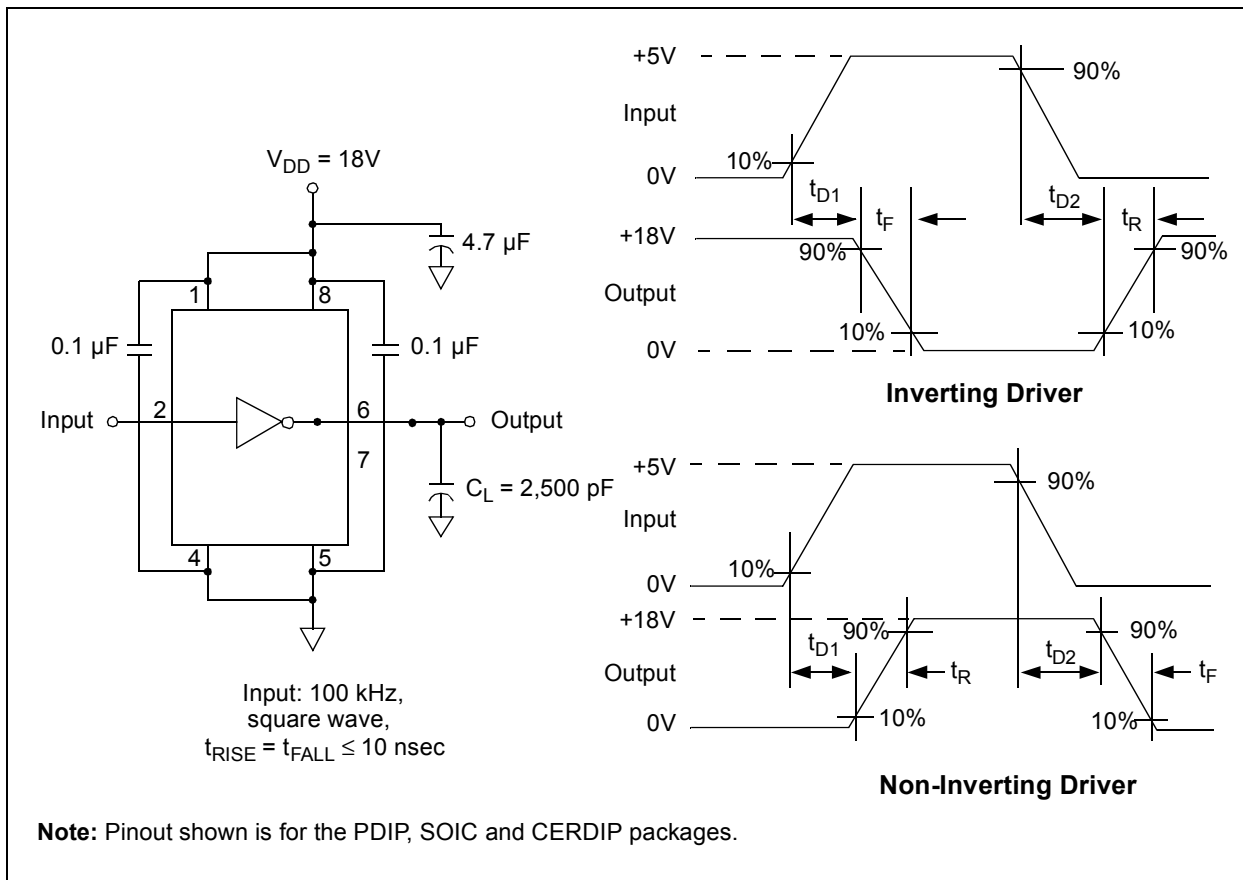 V_DD = 18V
4.7 µF
1
8
0.1 µF
0.1 µF
Input
2
6
Output
7
C_L = 2,500 pF
4
5
Input: 100 kHz,
square wave,
t_RISE = t_FALL ≤ 10 nsec
+5V
90%
Input
10%
0V
t_D1
t_F
t_D2
t_R
+18V
90%
90%
Output
10%
10%
0V
Inverting Driver
+5V
90%
Input
10%
0V
+18V
90%
90%
t_D1
t_R
t_D2
t_F
Output
10%
10%
0V
Non-Inverting Driver
Note: Pinout shown is for the PDIP, SOIC and CERDIP packages.